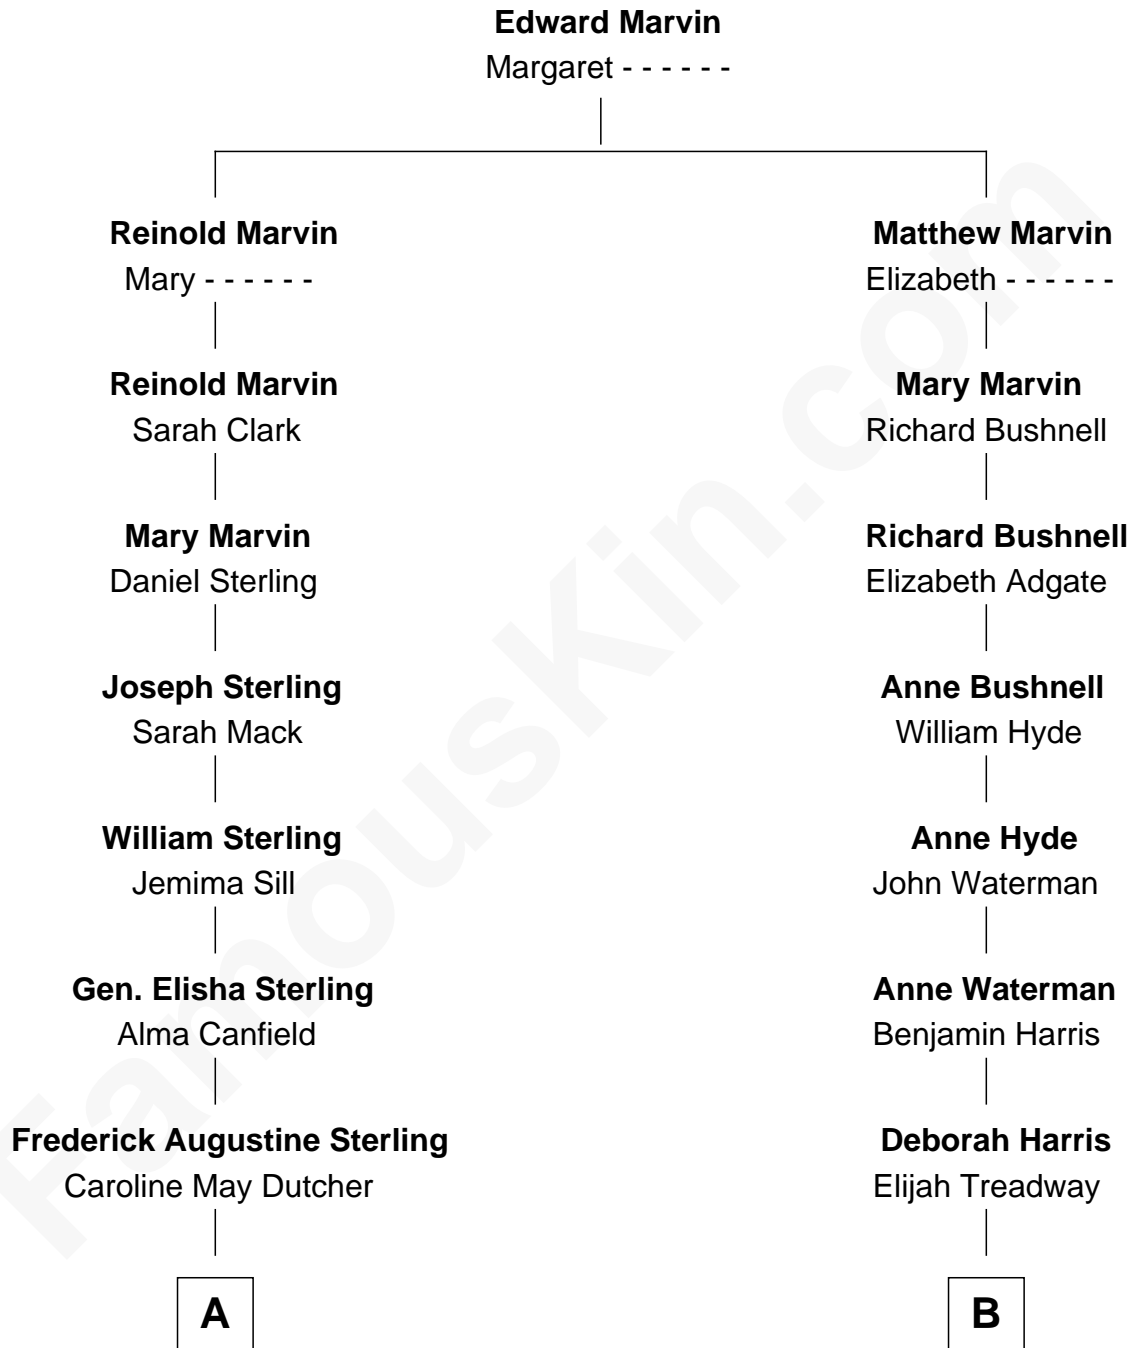 Edward Marvin
Margaret - - - - - -
Reinold Marvin
Mary - - - - - -
Matthew Marvin
Elizabeth - - - - - -
Reinold Marvin
Sarah Clark
Mary Marvin
Richard Bushnell
Mary Marvin
Daniel Sterling
Richard Bushnell
Elizabeth Adgate
Joseph Sterling
Sarah Mack
Anne Bushnell
William Hyde
William Sterling
Jemima Sill
Anne Hyde
John Waterman
Gen. Elisha Sterling
Alma Canfield
Anne Waterman
Benjamin Harris
Frederick Augustine Sterling
Caroline May Dutcher
Deborah Harris
Elijah Treadway
A
B
FamousKin.com